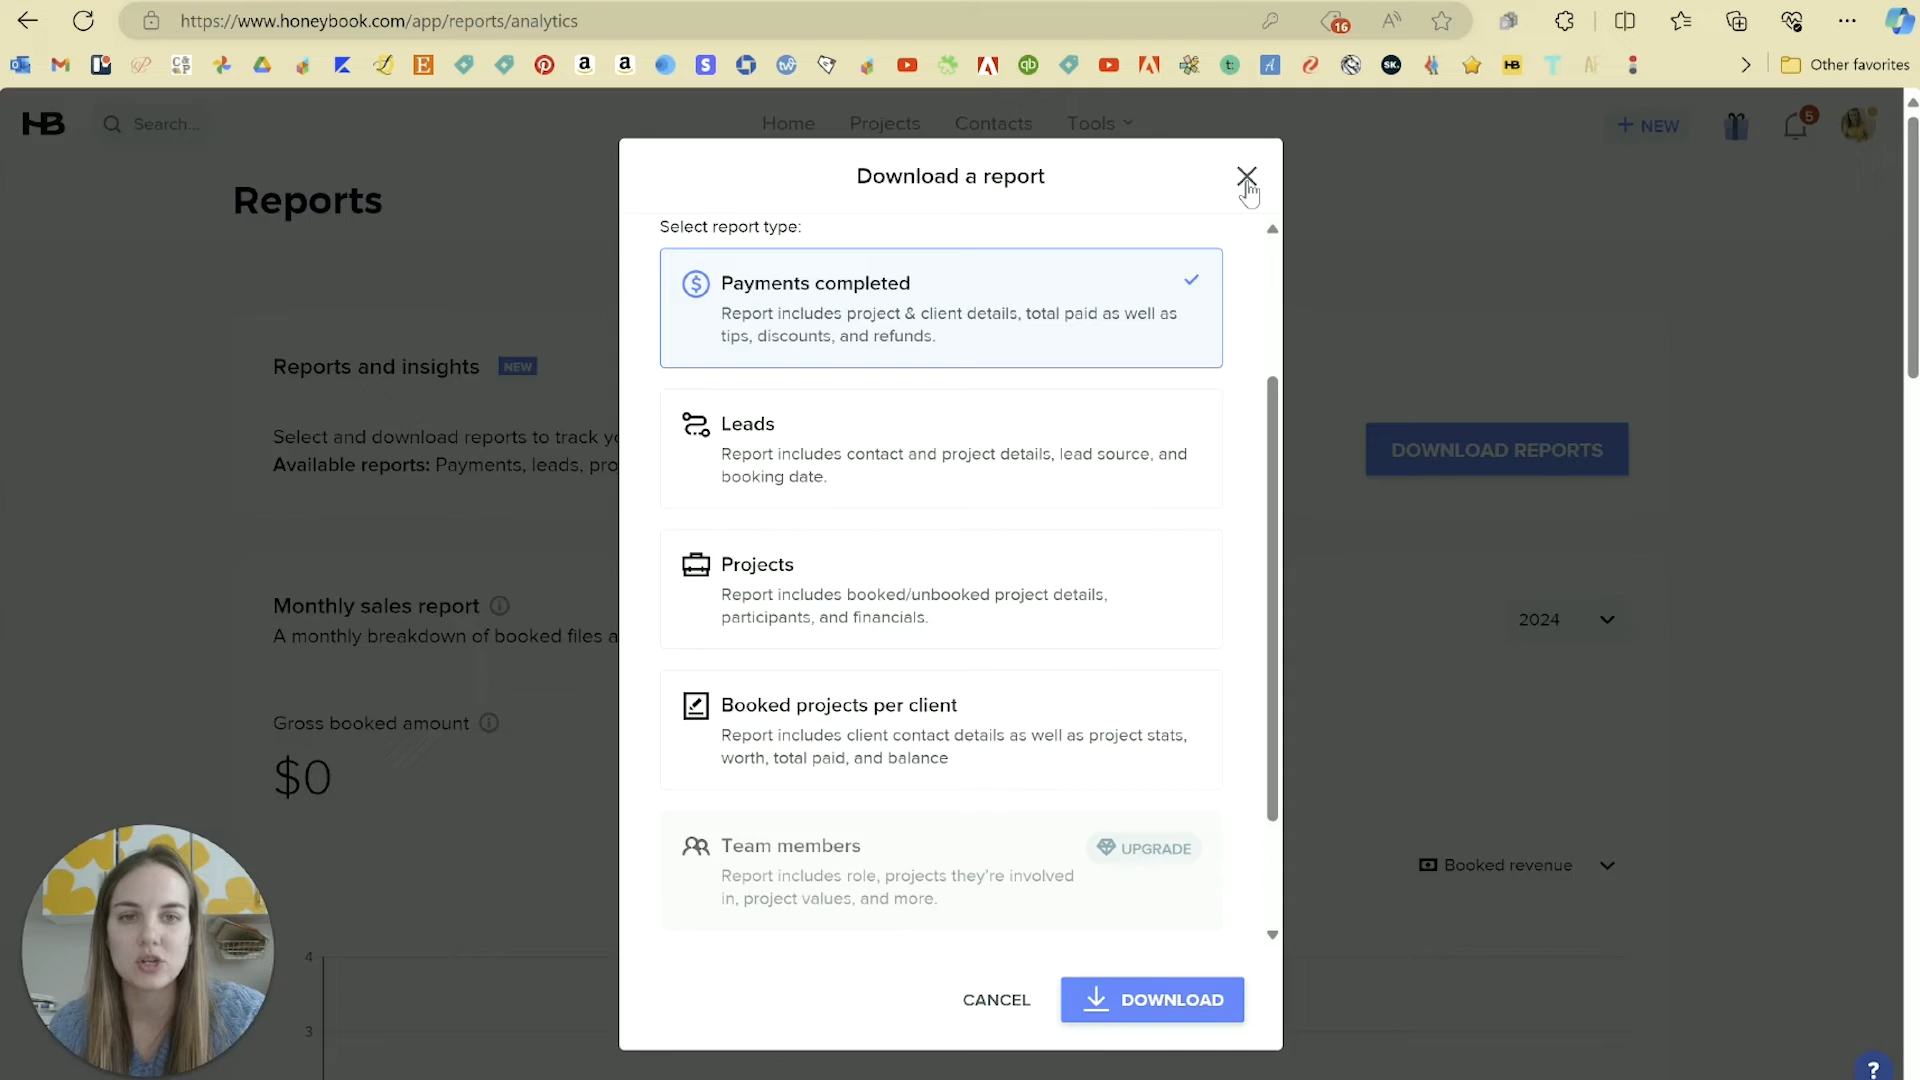 https://www.honeybook.com/app/reports/analytics
16
Other favorites
HB
Search...
Home
Projects
Contacts
Tools
+ NEW
5
Reports
Download a report
Select report type:
Payments completed
Report includes project & client details, total paid as well as
tips, discounts, and refunds.
Reports and insights
NEW
Leads
Report includes contact and project details, lead source, and
booking date.
Select and download reports to track yo
Available reports: Payments, leads, pro
DOWNLOAD REPORTS
Projects
Report includes booked/unbooked project details,
participants, and financials.
Monthly sales report
A monthly breakdown of booked files a
2024
Booked projects per client
Report includes client contact details as well as project stats,
worth, total paid, and balance
Gross booked amount
$0
Team members
UPGRADE
Report includes role, projects they're involved
in, project values, and more.
Booked revenue
4
3
CANCEL
DOWNLOAD
?